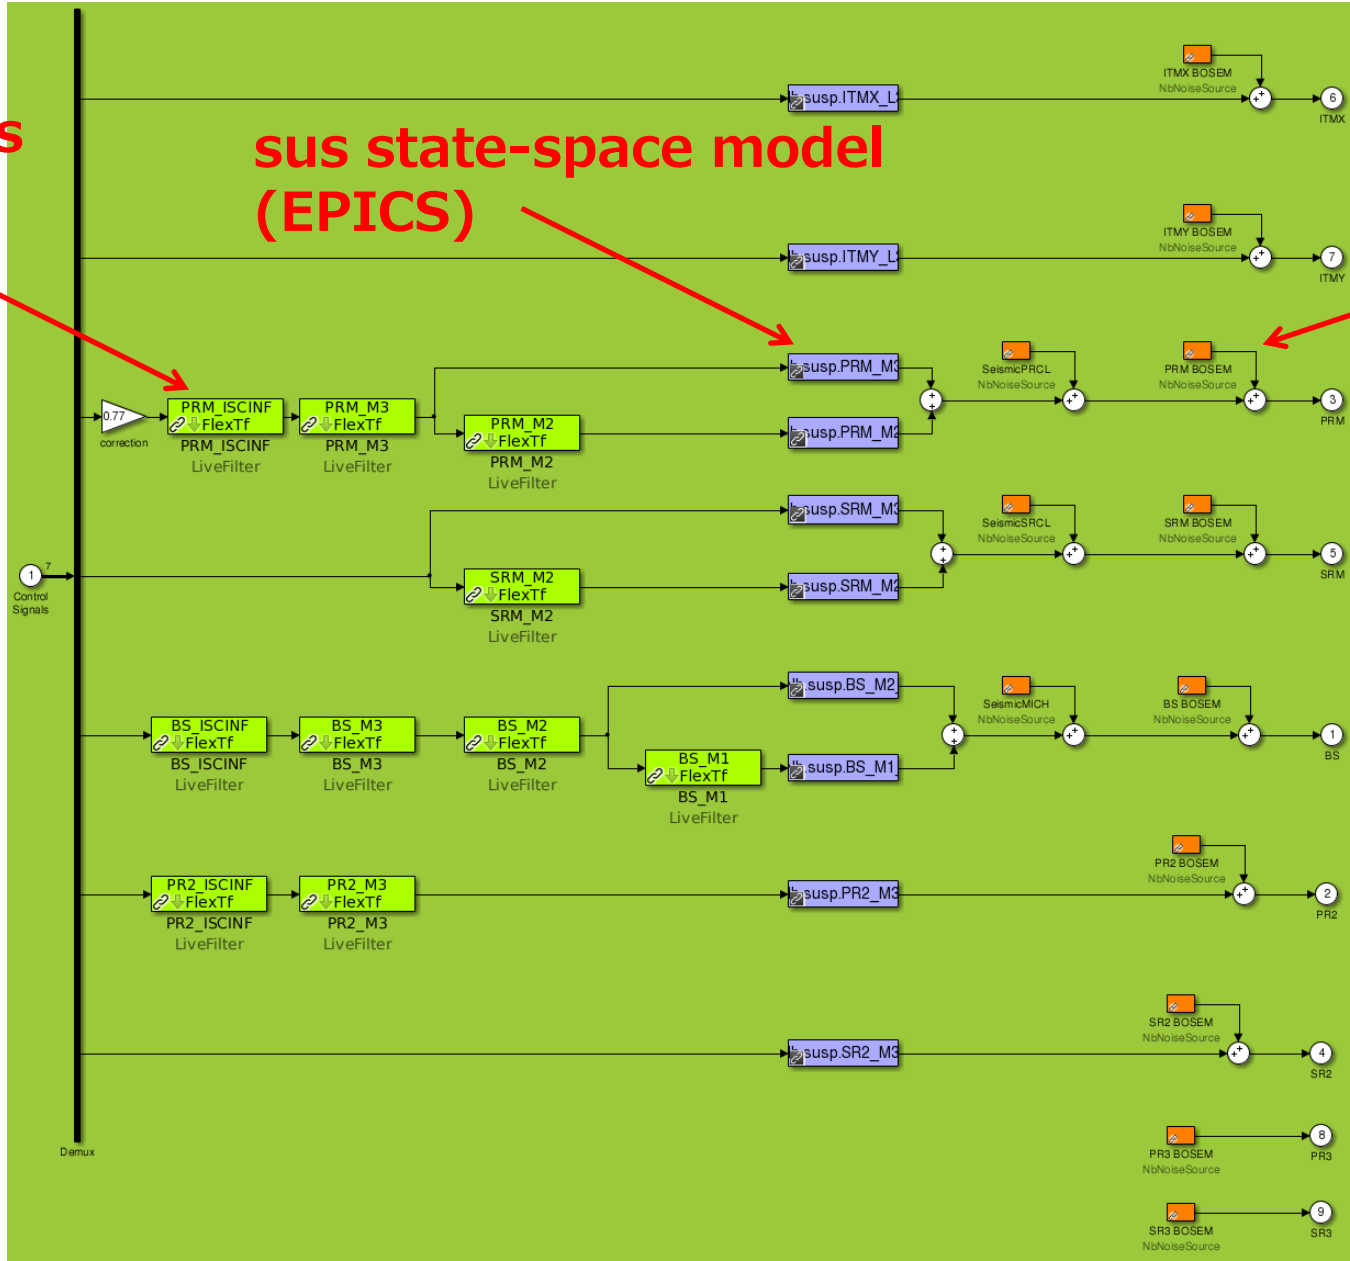 ITMX BOSEM
NbNoiseSource
susp.ITMX_L
6
ITMX
s
sus state-space model
(EPICS)
ITMY BOSEM
NbNoiseSource
susp.ITMY_L
7
ITMY
SeismicPRCL
NbNoiseSource
PRM BOSEM
NbNoiseSource
susp.PRM_M3
0.77
correction
PRM_ISCINF
FlexTf
PRM_ISCINF
LiveFilter
PRM_M3
FlexTf
PRM_M3
LiveFilter
PRM_M2
FlexTf
PRM_M2
LiveFilter
susp.PRM_M2
3
PRM
susp.SRM_M3
SeismicSRCL
NbNoiseSource
SRM BOSEM
NbNoiseSource
5
SRM
1
7
Control
Signals
SRM_M2
FlexTf
SRM_M2
LiveFilter
susp.SRM_M2
susp.BS_M2_
SeismicMICH
NbNoiseSource
BS BOSEM
NbNoiseSource
BS_ISCINF
FlexTf
BS_ISCINF
LiveFilter
BS_M3
FlexTf
BS_M3
LiveFilter
BS_M2
FlexTf
BS_M2
LiveFilter
BS_M1
FlexTf
BS_M1
LiveFilter
susp.BS_M1_
1
BS
PR2 BOSEM
NbNoiseSource
PR2_ISCINF
FlexTf
PR2_ISCINF
LiveFilter
PR2_M3
FlexTf
PR2_M3
LiveFilter
susp.PR2_M3
2
PR2
SR2 BOSEM
NbNoiseSource
susp.SR2_M3
4
SR2
Demux
PR3 BOSEM
NbNoiseSource
8
PR3
SR3 BOSEM
NbNoiseSource
9
SR3